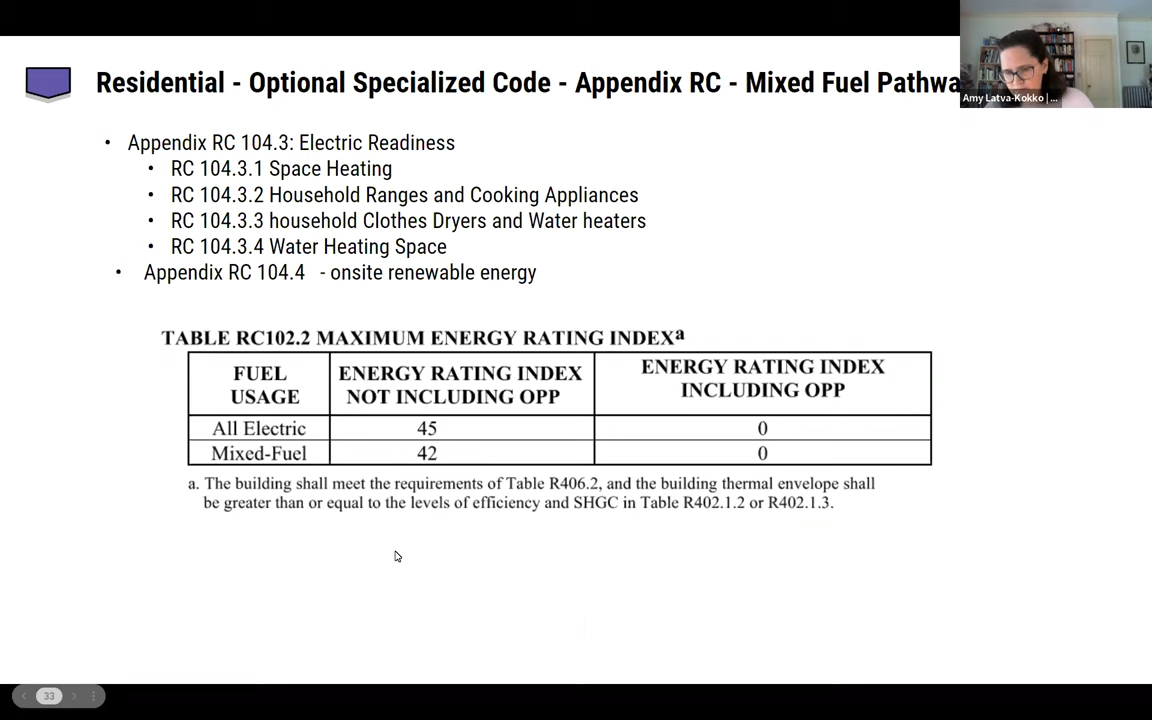 Residential - Optional Specialized Code - Appendix RC - Mixed Fuel Pathwa
Amy Latva-Kokko | ...
• Appendix RC 104.3: Electric Readiness
• RC 104.3.1 Space Heating
• RC 104.3.2 Household Ranges and Cooking Appliances
• RC 104.3.3 household Clothes Dryers and Water heaters
• RC 104.3.4 Water Heating Space
• Appendix RC 104.4 - onsite renewable energy
TABLE RC102.2 MAXIMUM ENERGY RATING INDEXa
FUEL USAGE | ENERGY RATING INDEX NOT INCLUDING OPP | ENERGY RATING INDEX INCLUDING OPP
All Electric 45 0
Mixed-Fuel 42 0
a. The building shall meet the requirements of Table R406.2, and the building thermal envelope shall
be greater than or equal to the levels of efficiency and SHGC in Table R402.1.2 or R402.1.3.
33